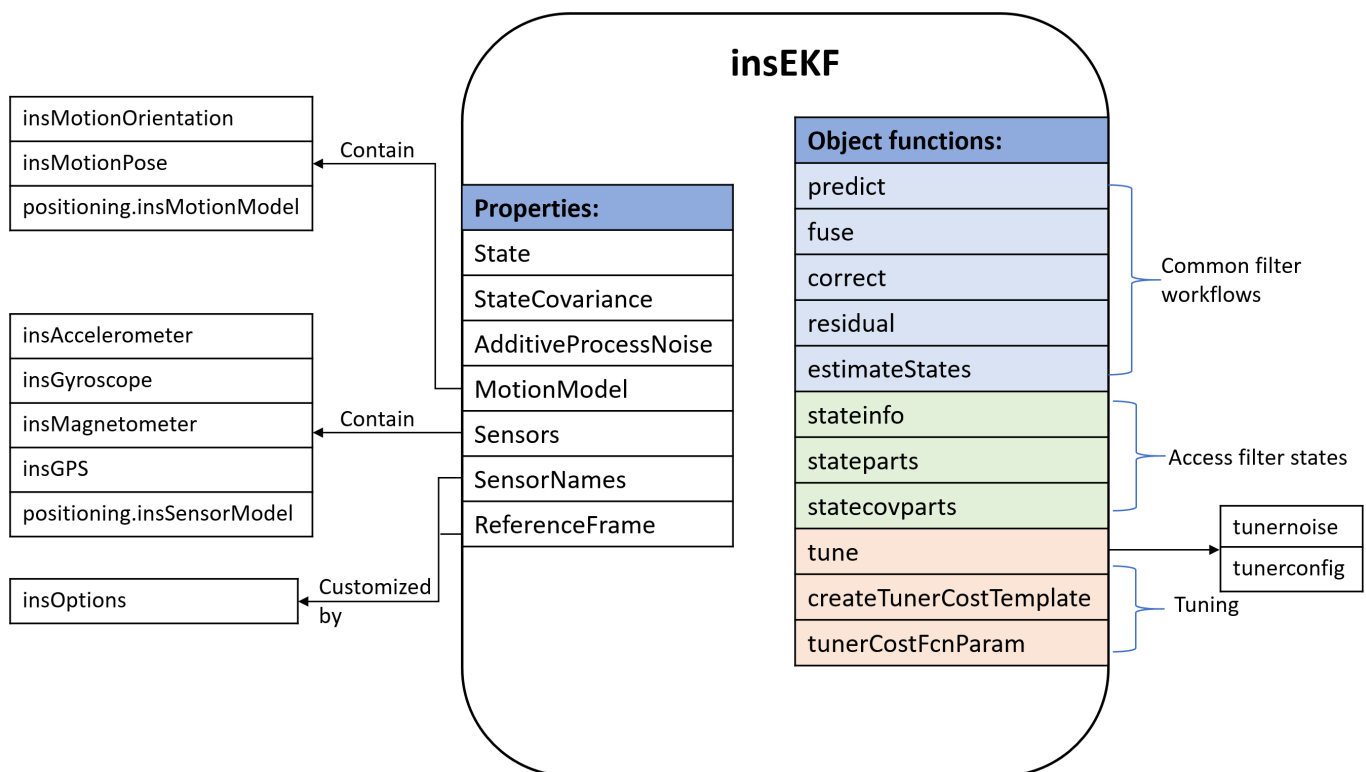 insEKF
insMotionOrientation
insMotionPose
positioning.insMotionModel
Contain
insAccelerometer
insGyroscope
insMagnetometer
insGPS
positioning.insSensorModel
Contain
insOptions
Customized
by
Properties:
State
StateCovariance
AdditiveProcessNoise
MotionModel
Sensors
SensorNames
ReferenceFrame
Object functions:
predict
fuse
correct
residual
estimateStates
stateinfo
stateparts
statecovparts
tune
createTunerCostTemplate
tunerCostFcnParam
Common filter
workflows
Access filter states
tunernoise
tunerconfig
Tuning